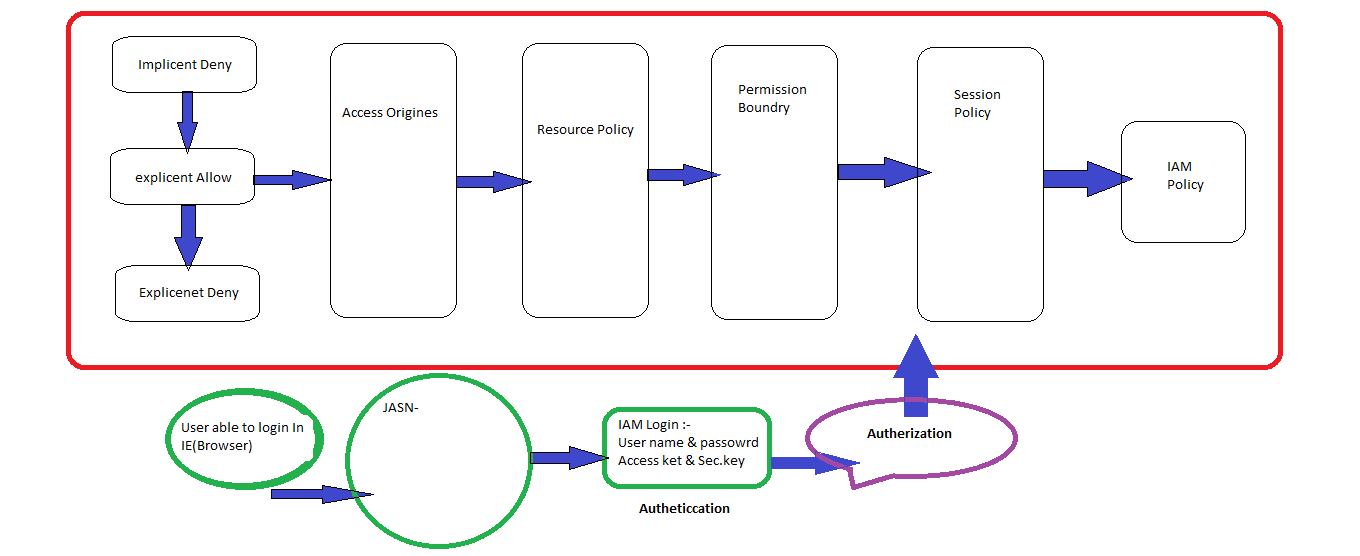 Implicent Deny
explicent Allow
Explicenet Deny
Access Origines
Resource Policy
Permission
Boundry
Session
Policy
IAM
Policy
User able to login In
IE(Browser)
JASN-
IAM Login :-
User name & passowrd
Access ket & Sec.key
Autheticcation
Autherization